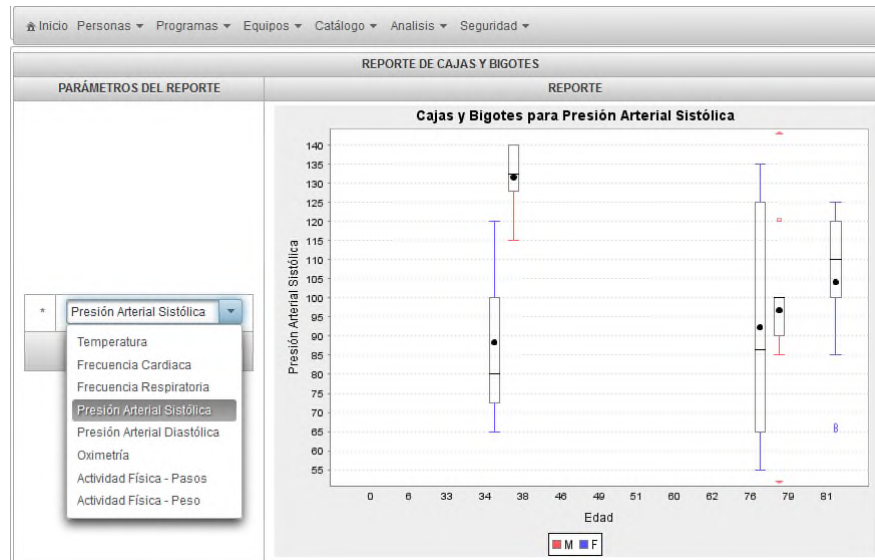 Inicio Personas Programas Equipos Catálogo Analisis Seguridad
REPORTE DE CAJAS Y BIGOTES
PARÁMETROS DEL REPORTE
REPORTE
* Presión Arterial Sistólica
Temperatura
Frecuencia Cardiaca
Frecuencia Respiratoria
Presión Arterial Sistólica
Presión Arterial Diastólica
Oximetría
Actividad Física - Pasos
Actividad Física - Peso
Cajas y Bigotes para Presión Arterial Sistólica
Presión Arterial Sistólica
140
135
130
125
120
115
110
105
100
95
90
85
80
75
70
65
60
55
0 6 33 34 38 46 49 51 60 62 76 79 81
Edad
M F